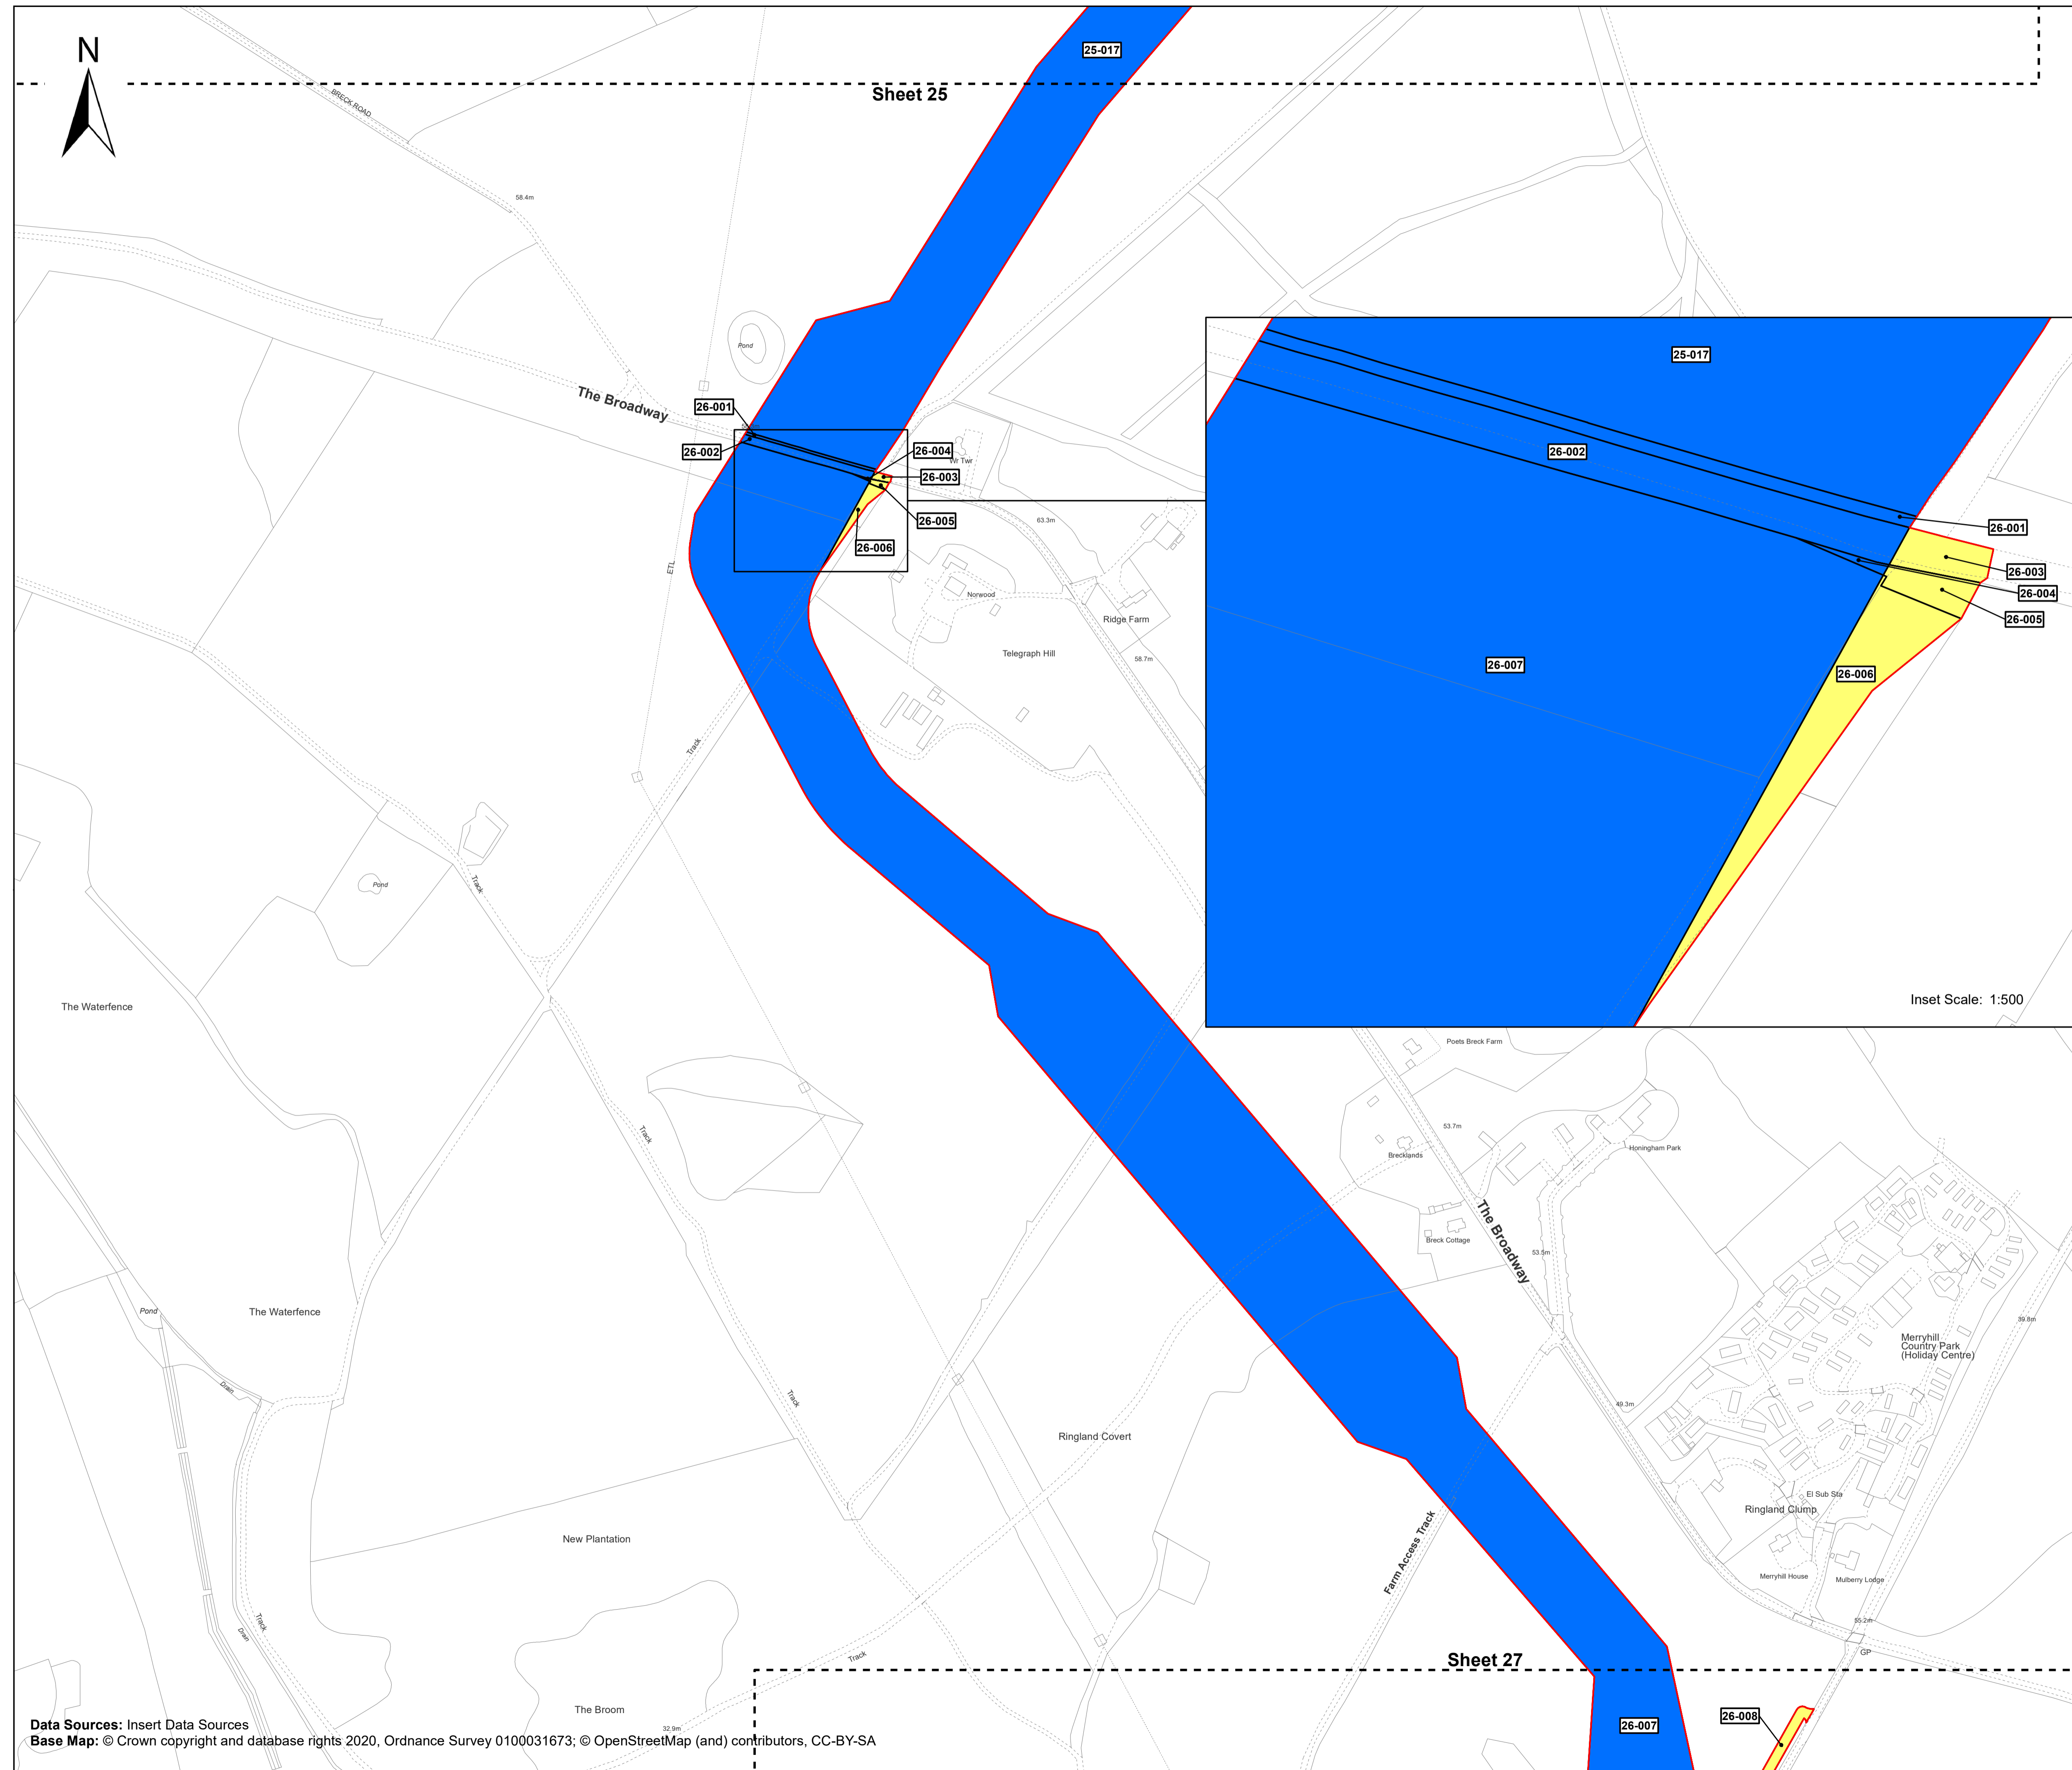 N
25-017
Sheet 25
BRECK ROAD
58.4m
Pond
The Broadway
26-001
26-002
26-004
Wr Twr
26-003
26-005
26-006
63.3m
ETL
Norwood
Ridge Farm
Telegraph Hill
58.7m
Track
25-017
26-002
26-001
26-003
26-004
26-005
26-007
26-006
Inset Scale: 1:500
Pond
Track
The Waterfence
Poets Breck Farm
53.7m
Brecklands
Honingham Park
Track
The Broadway
Breck Cottage
53.5m
The Waterfence
Pond
39.8m
Merryhill
Country Park
(Holiday Centre)
Drain
Track
49.3m
Ringland Covert
El Sub Sta
Ringland Clump
New Plantation
Farm Access Track
Merryhill House
Mulberry Lodge
Track
Drain
55.2m
GP
Sheet 27
Track
The Broom
32.9m
26-007
26-008
Data Sources: Insert Data Sources
Base Map: © Crown copyright and database rights 2020, Ordnance Survey 0100031673; © OpenStreetMap (and) contributors, CC-BY-SA